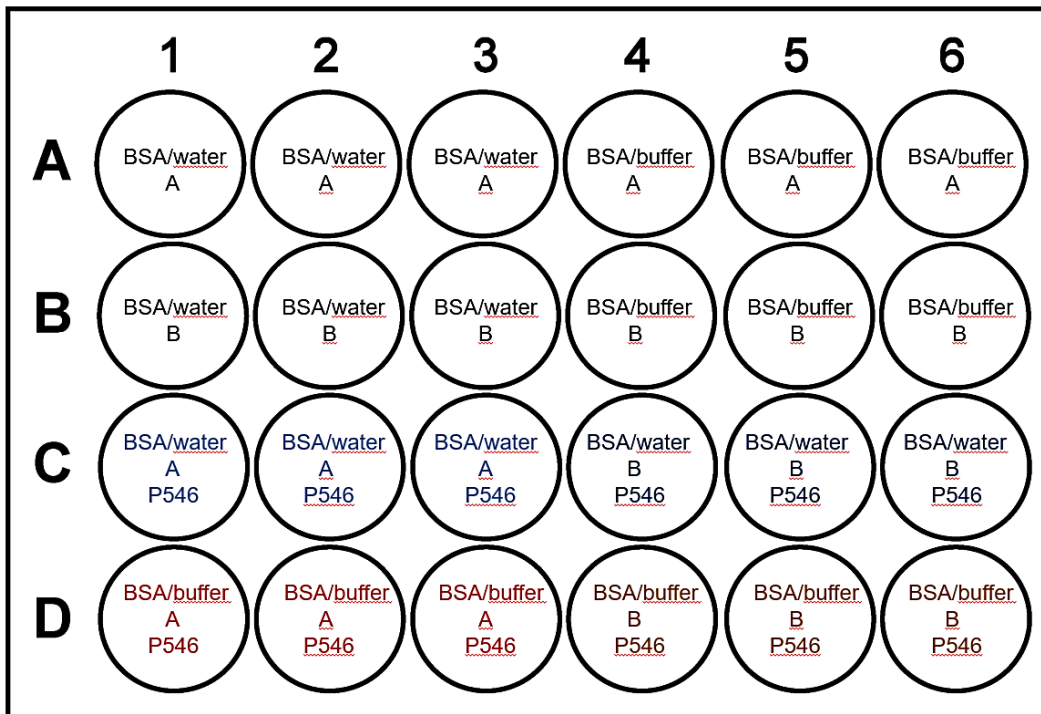 1 2 3 4 5 6
A
BSA/water BSA/water BSA/water BSA/buffer BSA/buffer BSA/buffer
A A A A A A
B
BSA/water BSA/water BSA/water BSA/buffer BSA/buffer BSA/buffer
B B B B B B
C
BSA/water BSA/water BSA/water BSA/water BSA/water BSA/water
A A A B B B
P546 P546 P546 P546 P546 P546
D
BSA/buffer BSA/buffer BSA/buffer BSA/buffer BSA/buffer BSA/buffer
A A A B B B
P546 P546 P546 P546 P546 P546